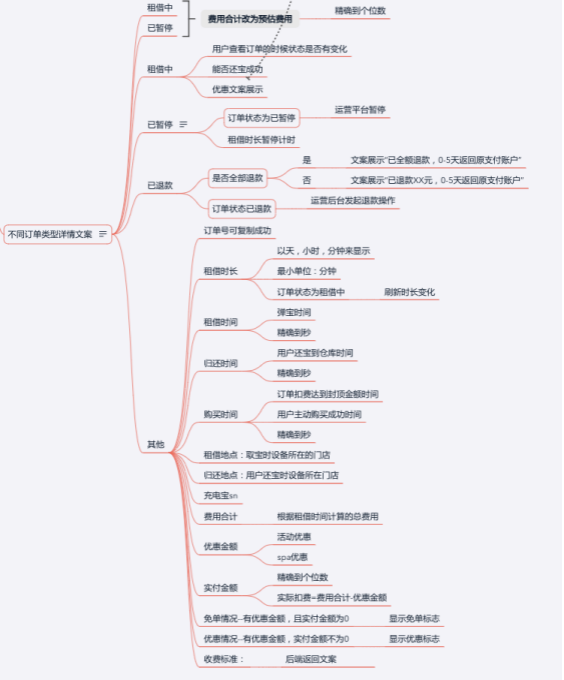 租借中
已暂停
费用合计改为预估费用
精确到个位数
租借中
用户查看订单的时候状态是否有变化
能否还宝成功
优惠文案展示
已暂停
订单状态为已暂停
运营平台暂停
租借时长暂停计时
已退款
是否全部退款
是
文案展示“已全额退款，0-5天返回原支付账户”
否
文案展示“已退款XX元，0-5天返回原支付账户”
订单状态已退款
运营后台发起退款操作
不同订单类型详情文案
其他
订单号可复制成功
租借时长
以天，小时，分钟来显示
最小单位：分钟
订单状态为租借中
刷新时长变化
租借时间
弹宝时间
精确到秒
归还时间
用户还宝到仓库时间
精确到秒
购买时间
订单扣费达到封顶金额时间
用户主动购买成功时间
精确到秒
租借地点：取宝时设备所在的门店
归还地点：用户还宝时设备所在门店
充电宝sn
费用合计
根据租借时间计算的总费用
优惠金额
活动优惠
spa优惠
实付金额
精确到个位数
实际扣费=费用合计-优惠金额
免单情况--有优惠金额，且实付金额为0
显示免单标志
优惠情况--有优惠金额，实付金额不为0
显示优惠标志
收费标准：
后端返回文案